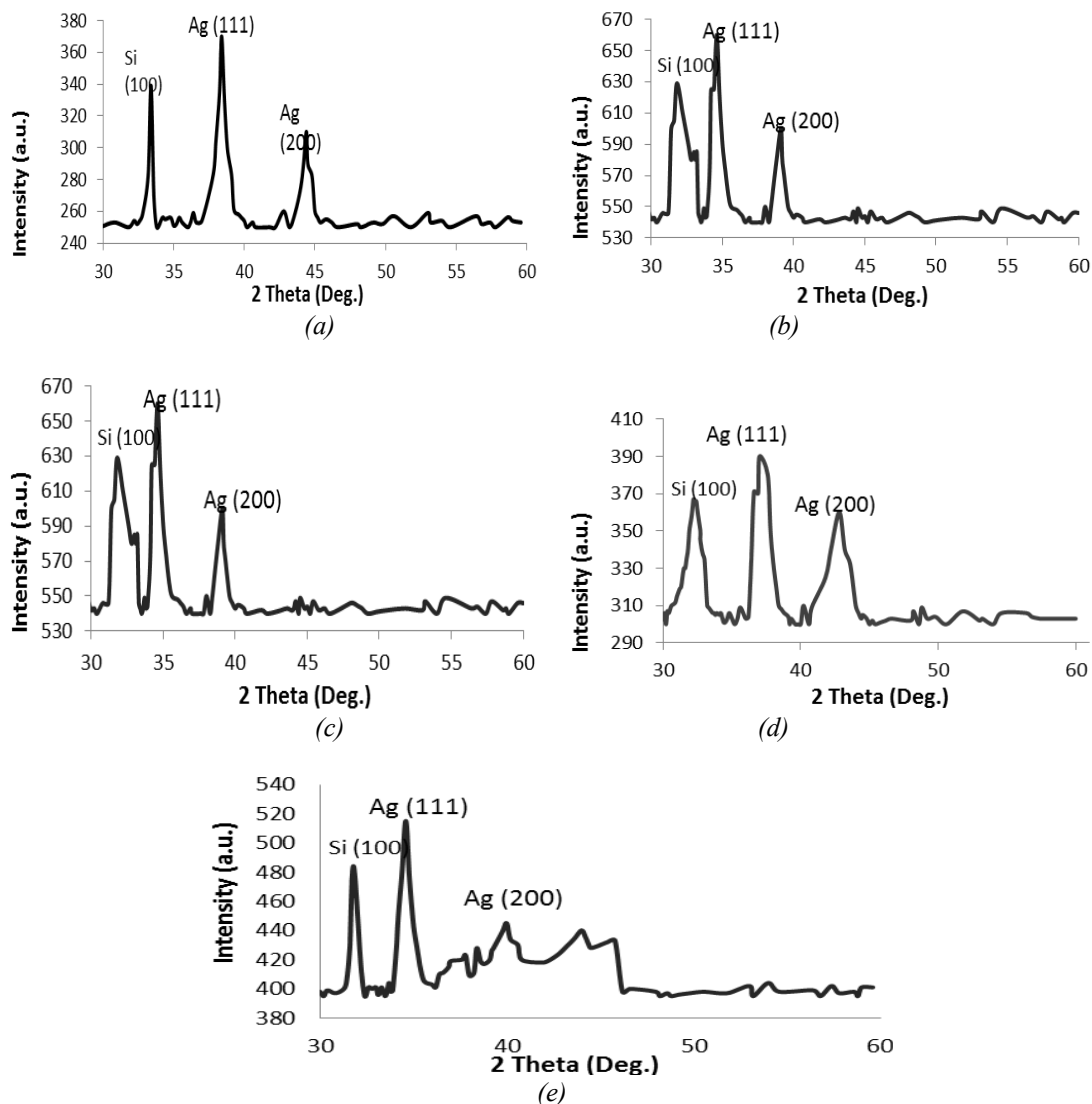 Intensity (a.u.)
380
360
340
320
300
280
260
240
Si
(100)
Ag (111)
Ag
(200)
30 35 40 45 50 55 60
2 Theta (Deg.)
(a)
Intensity (a.u.)
670
650
630
610
590
570
550
530
Si (100)
Ag (111)
Ag (200)
30 35 40 45 50 55 60
2 Theta (Deg.)
(b)
Intensity (a.u.)
670
650
630
610
590
570
550
530
Si (100)
Ag (111)
Ag (200)
30 35 40 45 50 55 60
2 Theta (Deg.)
(c)
Intensity (a.u.)
410
390
370
350
330
310
290
Si (100)
Ag (111)
Ag (200)
30 40 50 60
2 Theta (Deg.)
(d)
Intensity (a.u.)
540
520
500
480
460
440
420
400
380
Si (100)
Ag (111)
Ag (200)
30 40 50 60
2 Theta (Deg.)
(e)